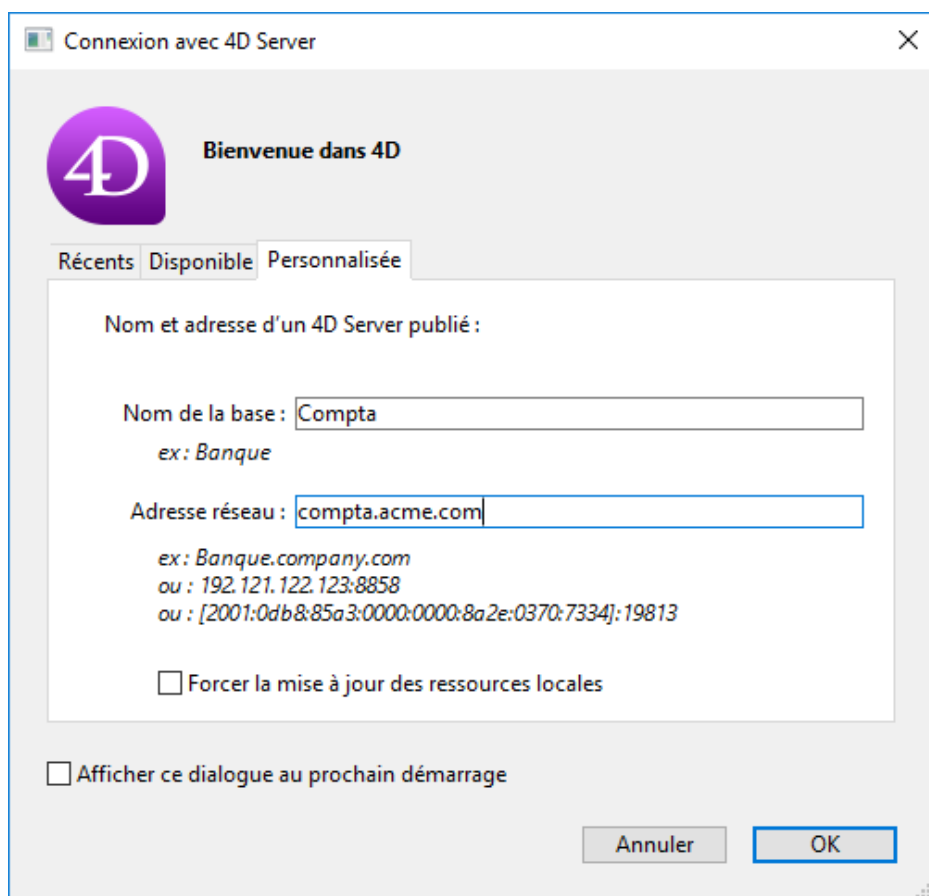 Connexion avec 4D Server
4D
Bienvenue dans 4D
Récents Disponible Personnalisée
Nom et adresse d'un 4D Server publié :
Nom de la base : Compta
ex : Banque
Adresse réseau : compta.acme.com
ex : Banque.company.com
ou : 192.121.122.123:8858
ou : [2001:0db8:85a3:0000:0000:8a2e:0370:7334]:19813
Forcer la mise à jour des ressources locales
Afficher ce dialogue au prochain démarrage
Annuler OK